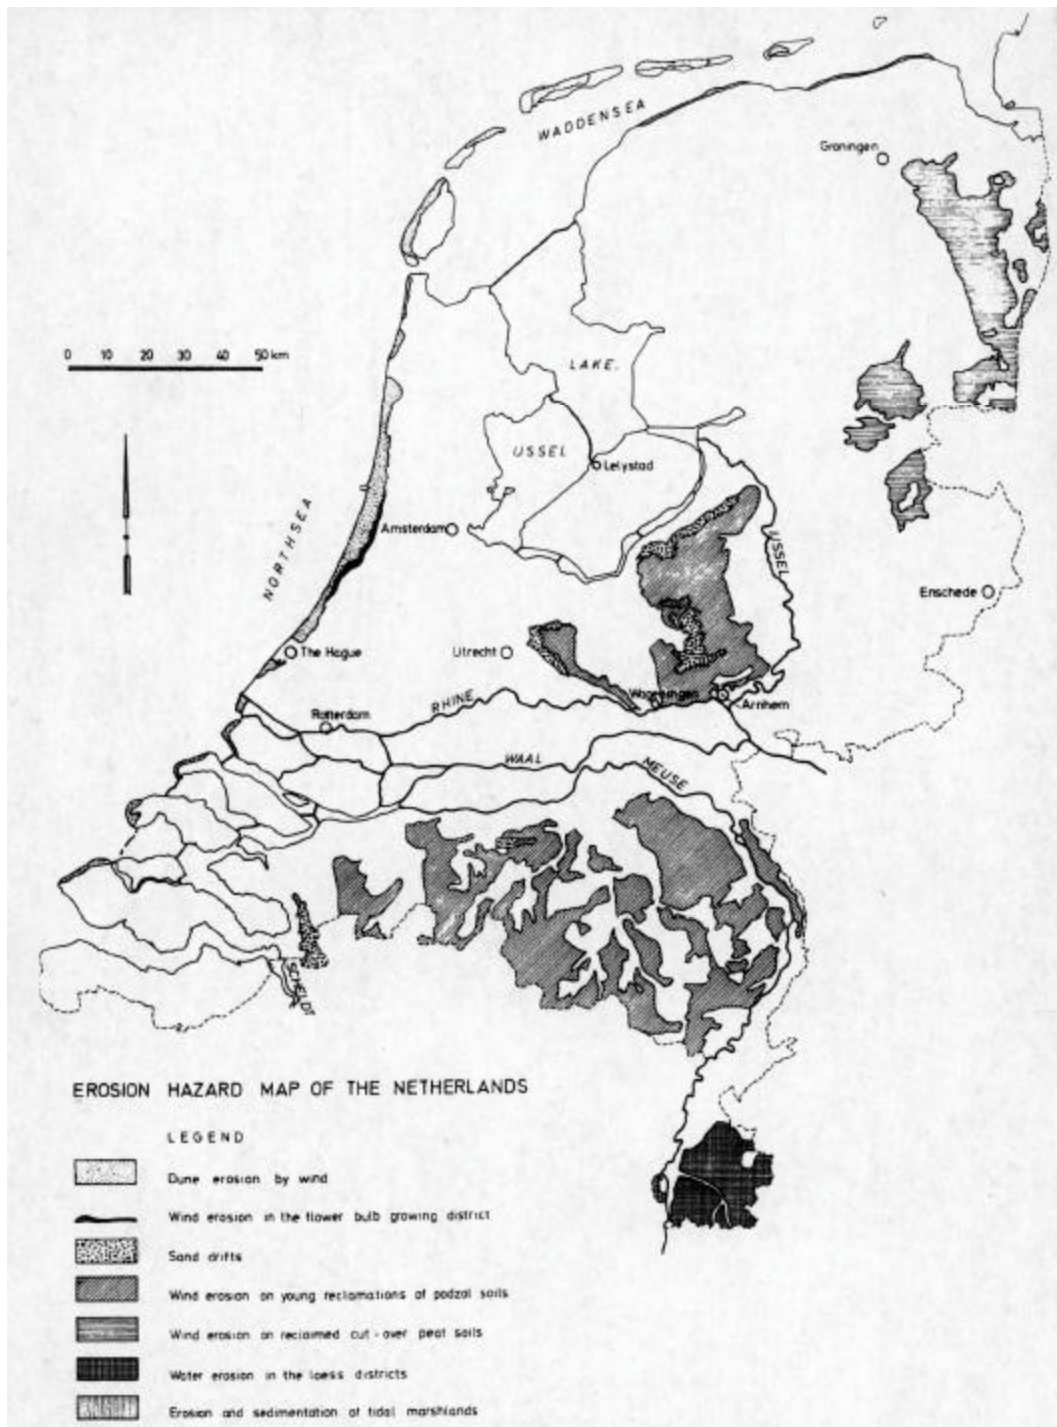 WADDENSEA
Groningen
0 10 20 30 40 50 km
LAKE.
IJSSEL
Lelystad
NORTHSEA
Amsterdam
IJSSEL
Enschede
The Hague
Utrecht
Wageningen
Arnhem
RHINE
Rotterdam
WAAL
MEUSE
SCHELDT
EROSION HAZARD MAP OF THE NETHERLANDS
LEGEND
Dune erosion by wind
Wind erosion in the flower bulb growing district
Sand drifts
Wind erosion on young reclamations of podzol soils
Wind erosion on reclaimed cut-over peat soils
Water erosion in the loess districts
Erosion and sedimentation of tidal marshlands